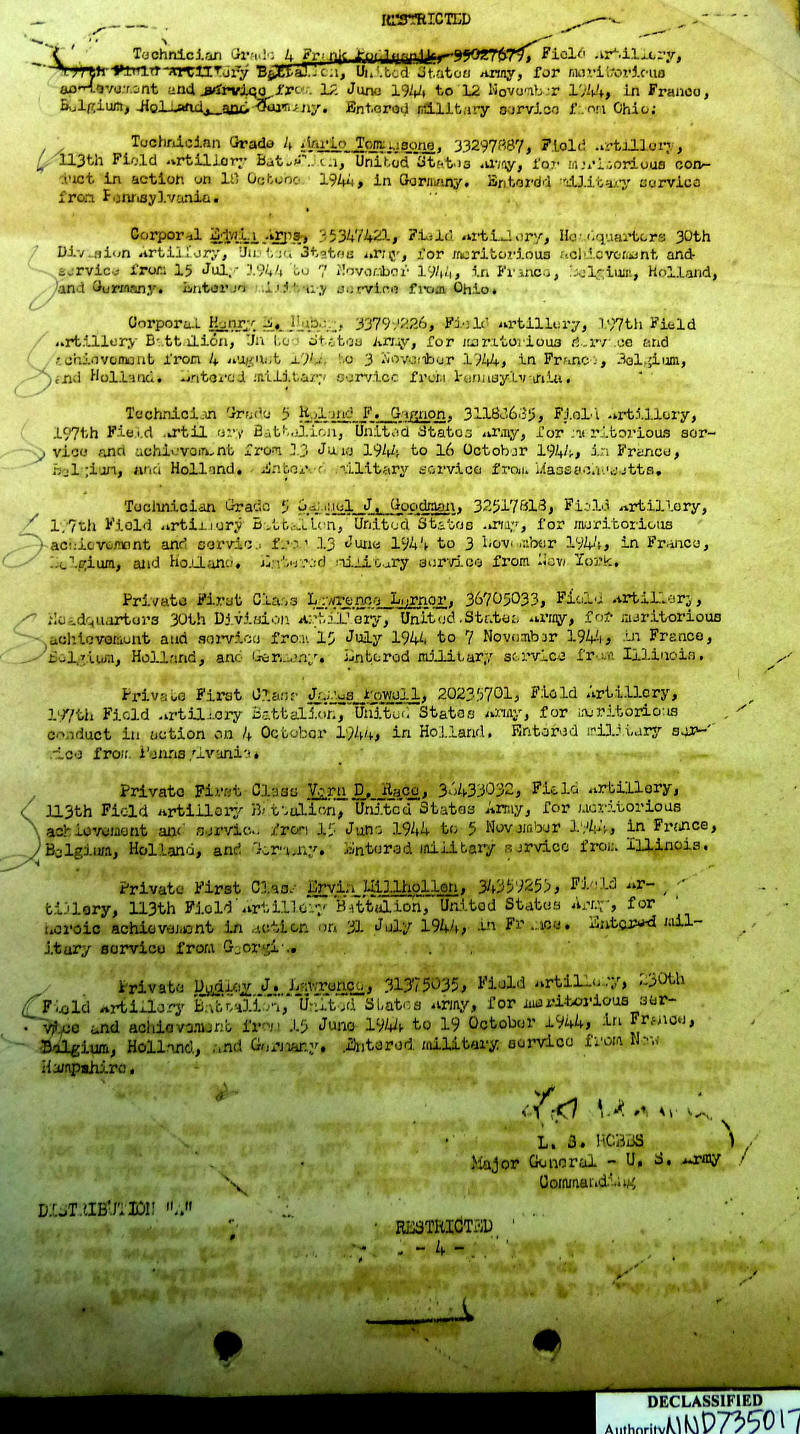 RESTRICTED
Technician Grade 4 Frank 35027679, Field Artillery,
197th Field Artillery Battalion, United States Army, for meritorious
achievement and service from 12 June 1944 to 12 November 1944, in France,
Belgium, Holland, and Germany. Entered military service from Ohio.
Technician Grade 4 Mario Tommasone, 33297887, Field Artillery,
113th Field Artillery Battalion, United States Army, for meritorious con-
duct in action on 18 October 1944, in Germany. Entered military service
from Pennsylvania.
Corporal Edwin Arps, 35347421, Field Artillery, Headquarters 30th
Division Artillery, United States Army, for meritorious achievement and
service from 15 July 1944 to 7 November 1944, in France, Belgium, Holland,
and Germany. Entered military service from Ohio.
Corporal Henry 33799226, Field Artillery, 197th Field
Artillery Battalion, United States Army, for meritorious service and
achievement from 4 August 1944 to 3 November 1944, in France, Belgium,
and Holland. Entered military service from Pennsylvania.
Technician Grade 5 Roland F. Gagnon, 31188635, Field Artillery,
197th Field Artillery Battalion, United States Army, for meritorious ser-
vice and achievement from 13 June 1944 to 16 October 1944, in France,
Belgium, and Holland. Entered military service from Massachusetts.
Technician Grade 5 Samuel J. Goodman, 32517818, Field Artillery,
197th Field Artillery Battalion, United States Army, for meritorious
achievement and service from 13 June 1944 to 3 November 1944, in France,
Belgium, and Holland. Entered military service from New York.
Private First Class Lawrence Lerner, 36705033, Field Artillery,
Headquarters 30th Division Artillery, United States Army, for meritorious
achievement and service from 15 July 1944 to 7 November 1944, in France,
Belgium, Holland, and Germany. Entered military service from Illinois.
Private First Class James Powell, 20235701, Field Artillery,
197th Field Artillery Battalion, United States Army, for meritorious
conduct in action on 4 October 1944, in Holland. Entered military ser-
vice from Pennsylvania.
Private First Class Vern D. Race, 36433032, Field Artillery,
113th Field Artillery Battalion, United States Army, for meritorious
achievement and service from 15 June 1944 to 5 November 1944, in France,
Belgium, Holland, and Germany. Entered military service from Illinois.
Private First Class Ervin Millhollen, 34359255, Field Ar-
tillery, 113th Field Artillery Battalion, United States Army, for
heroic achievement in action on 31 July 1944, in France. Entered mil-
itary service from Georgia.
Private Dudley J. Lawrence, 31375035, Field Artillery, 230th
Field Artillery Battalion, United States Army, for meritorious ser-
vice and achievement from 15 June 1944 to 19 October 1944, in France,
Belgium, Holland, and Germany. Entered military service from New
Hampshire.
L. S. HOBBS
Major General - U. S. Army
Commanding
DISTRIBUTION "A"
RESTRICTED
- 4 -
DECLASSIFIED
Authority NND735017